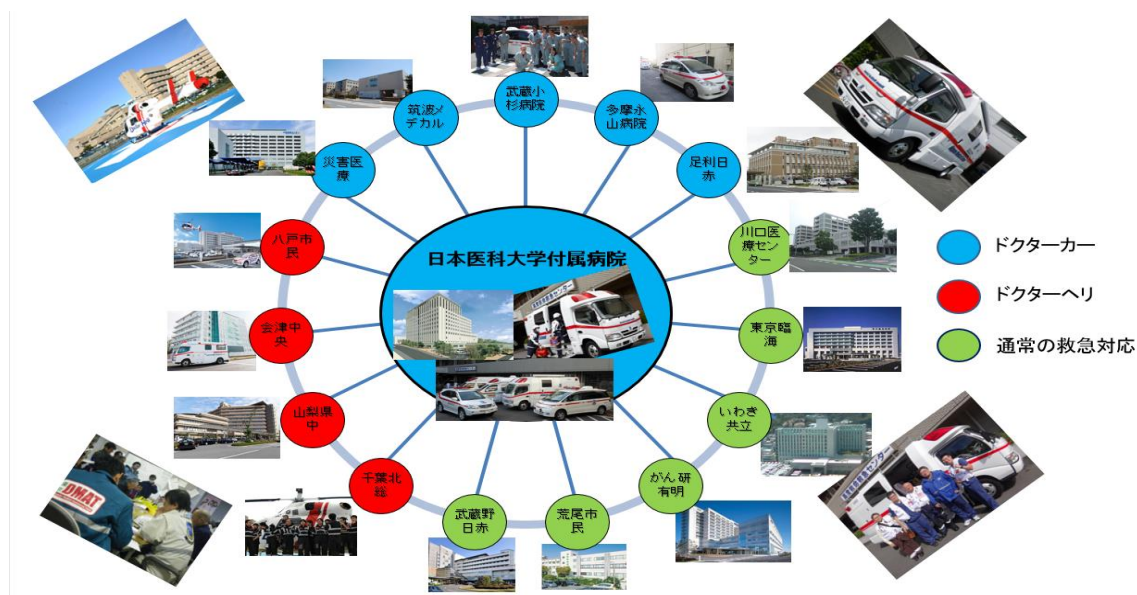 武蔵小
杉病院
筑波メ
デカル
多摩永
山病院
災害医
療
足利日
赤
八戸市
民
日本医科大学付属病院
川口医
療セン
ター
ドクターカー
会津中
央
東京臨
海
ドクターヘリ
通常の救急対応
山梨県
中
いわき
共立
千葉北
総
がん研
有明
武蔵野
日赤
荒尾市
民
DMAT